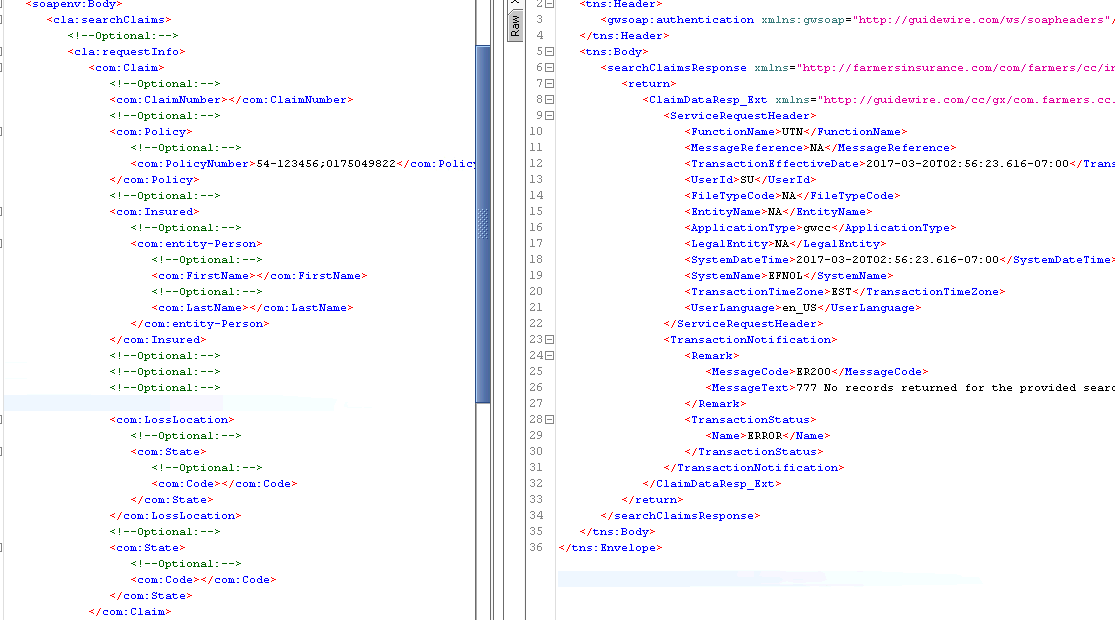 <soapenv:Body>
<cla:searchClaims>
<!--Optional:-->
<cla:requestInfo>
<com:Claim>
<!--Optional:-->
<com:ClaimNumber></com:ClaimNumber>
<!--Optional:-->
<com:Policy>
<!--Optional:-->
<com:PolicyNumber>54-123456;0175049822</com:Policy
</com:Policy>
<!--Optional:-->
<com:Insured>
<!--Optional:-->
<com:entity-Person>
<!--Optional:-->
<com:FirstName></com:FirstName>
<!--Optional:-->
<com:LastName></com:LastName>
</com:entity-Person>
</com:Insured>
<!--Optional:-->
<!--Optional:-->
<!--Optional:-->
<com:LossLocation>
<!--Optional:-->
<com:State>
<!--Optional:-->
<com:Code></com:Code>
</com:State>
</com:LossLocation>
<!--Optional:-->
<com:State>
<!--Optional:-->
<com:Code></com:Code>
</com:State>
</com:Claim>
Raw
2 <tns:Header>
3 <gwsoap:authentication xmlns:gwsoap="http://guidewire.com/ws/soapheaders"
4 </tns:Header>
5 <tns:Body>
6 <searchClaimsResponse xmlns="http://farmersinsurance.com/com/farmers/cc/in
7 <return>
8 <ClaimDataResp_Ext xmlns="http://guidewire.com/cc/gx/com.farmers.cc.
9 <ServiceRequestHeader>
10 <FunctionName>UTN</FunctionName>
11 <MessageReference>NA</MessageReference>
12 <TransactionEffectiveDate>2017-03-20T02:56:23.616-07:00</Trans
13 <UserId>SU</UserId>
14 <FileTypeCode>NA</FileTypeCode>
15 <EntityName>NA</EntityName>
16 <ApplicationType>gwcc</ApplicationType>
17 <LegalEntity>NA</LegalEntity>
18 <SystemDateTime>2017-03-20T02:56:23.616-07:00</SystemDateTime>
19 <SystemName>EFNOL</SystemName>
20 <TransactionTimeZone>EST</TransactionTimeZone>
21 <UserLanguage>en_US</UserLanguage>
22 </ServiceRequestHeader>
23 <TransactionNotification>
24 <Remark>
25 <MessageCode>ER200</MessageCode>
26 <MessageText>777 No records returned for the provided searc
27 </Remark>
28 <TransactionStatus>
29 <Name>ERROR</Name>
30 </TransactionStatus>
31 </TransactionNotification>
32 </ClaimDataResp_Ext>
33 </return>
34 </searchClaimsResponse>
35 </tns:Body>
36 </tns:Envelope>